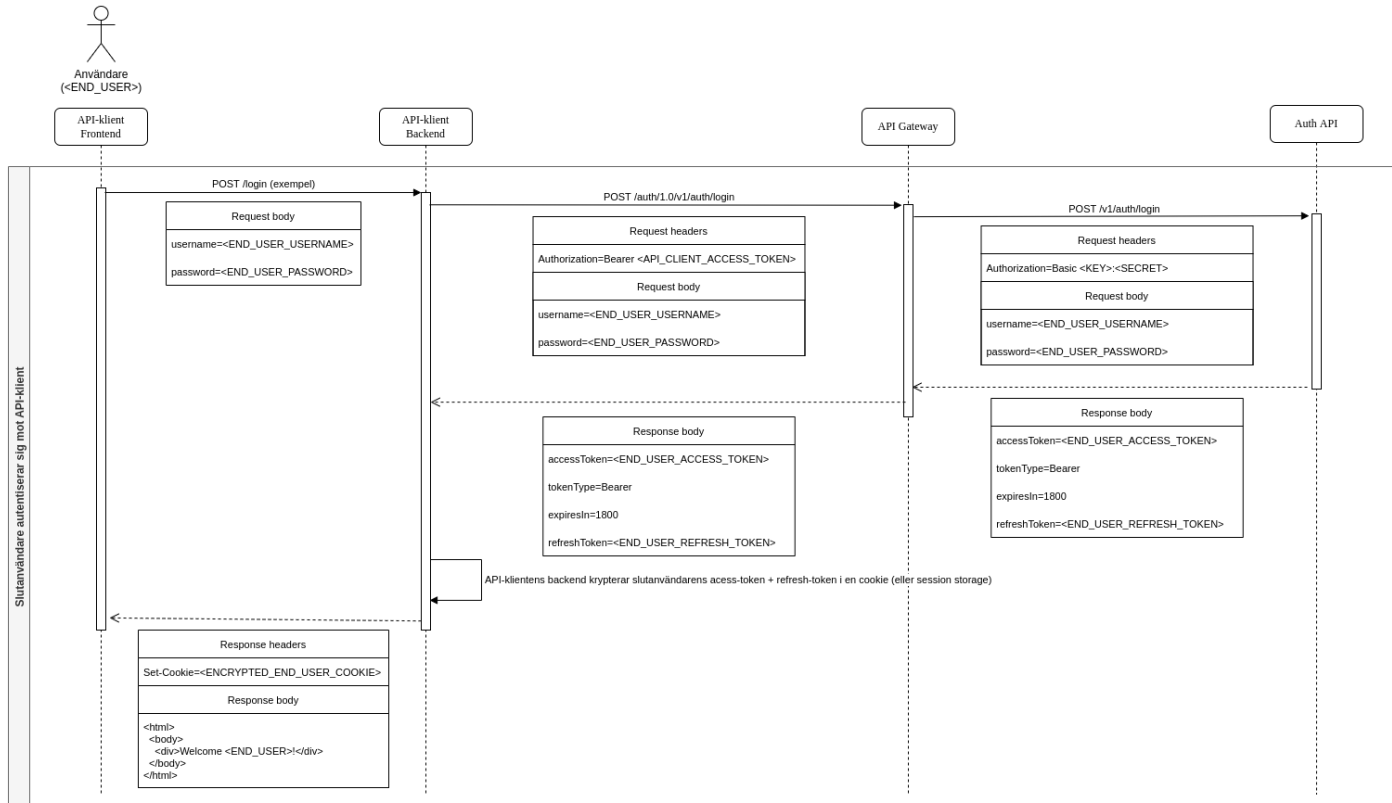 Användare
(<END_USER>)
API-klient
Frontend
API-klient
Backend
API Gateway
Auth API
Slutanvändare autentiserar sig mot API-klient
POST /login (exempel)
Request body
username=<END_USER_USERNAME>
password=<END_USER_PASSWORD>
POST /auth/1.0/v1/auth/login
Request headers
Authorization=Bearer <API_CLIENT_ACCESS_TOKEN>
Request body
username=<END_USER_USERNAME>
password=<END_USER_PASSWORD>
POST /v1/auth/login
Request headers
Authorization=Basic <KEY>:<SECRET>
Request body
username=<END_USER_USERNAME>
password=<END_USER_PASSWORD>
Response body
accessToken=<END_USER_ACCESS_TOKEN>
tokenType=Bearer
expiresIn=1800
refreshToken=<END_USER_REFRESH_TOKEN>
Response body
accessToken=<END_USER_ACCESS_TOKEN>
tokenType=Bearer
expiresIn=1800
refreshToken=<END_USER_REFRESH_TOKEN>
API-klientens backend krypterar slutanvändarens acess-token + refresh-token i en cookie (eller session storage)
Response headers
Set-Cookie=<ENCRYPTED_END_USER_COOKIE>
Response body
<html>
<body>
<div>Welcome <END_USER>!</div>
</body>
</html>